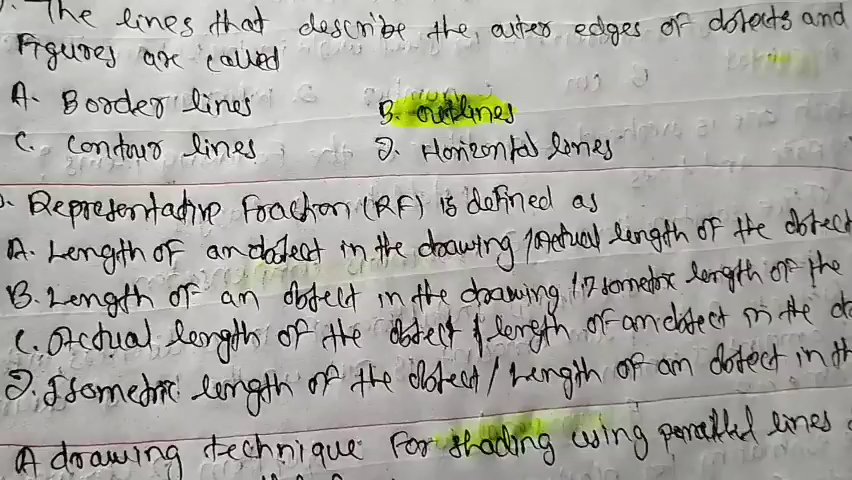 The lines that describe the outer edges of objects and
Figures are called
A. Border lines B. outlines
C. Contour lines D. Horizontal lines
Representative Fraction (RF) is defined as
A. Length of an object in the drawing / Actual length of the object
B. Length of an object in the drawing / Isometric length of the
C. Actual length of the object / length of an object in the
D. Isometric length of the object / Length of an object in th
A drawing technique for shading using parallel lines